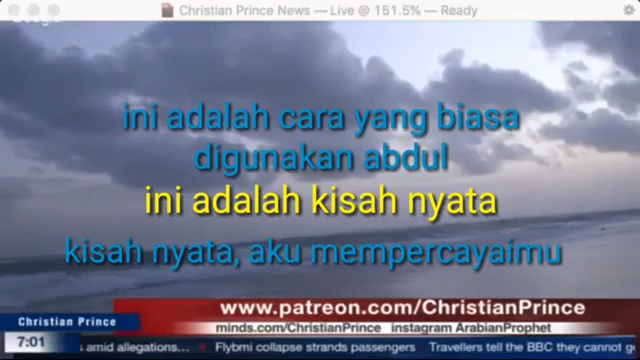 Christian Prince News — Live @ 151.5% — Ready
ini adalah cara yang biasa
digunakan abdul
ini adalah kisah nyata
kisah nyata, aku mempercayaimu
www.patreon.com/ChristianPrince
Christian Prince
minds.com/ChristianPrince instagram ArabianProphet
7:01
amid allegations... Flybmi collapse strands passengers Travellers tell the BBC they cannot